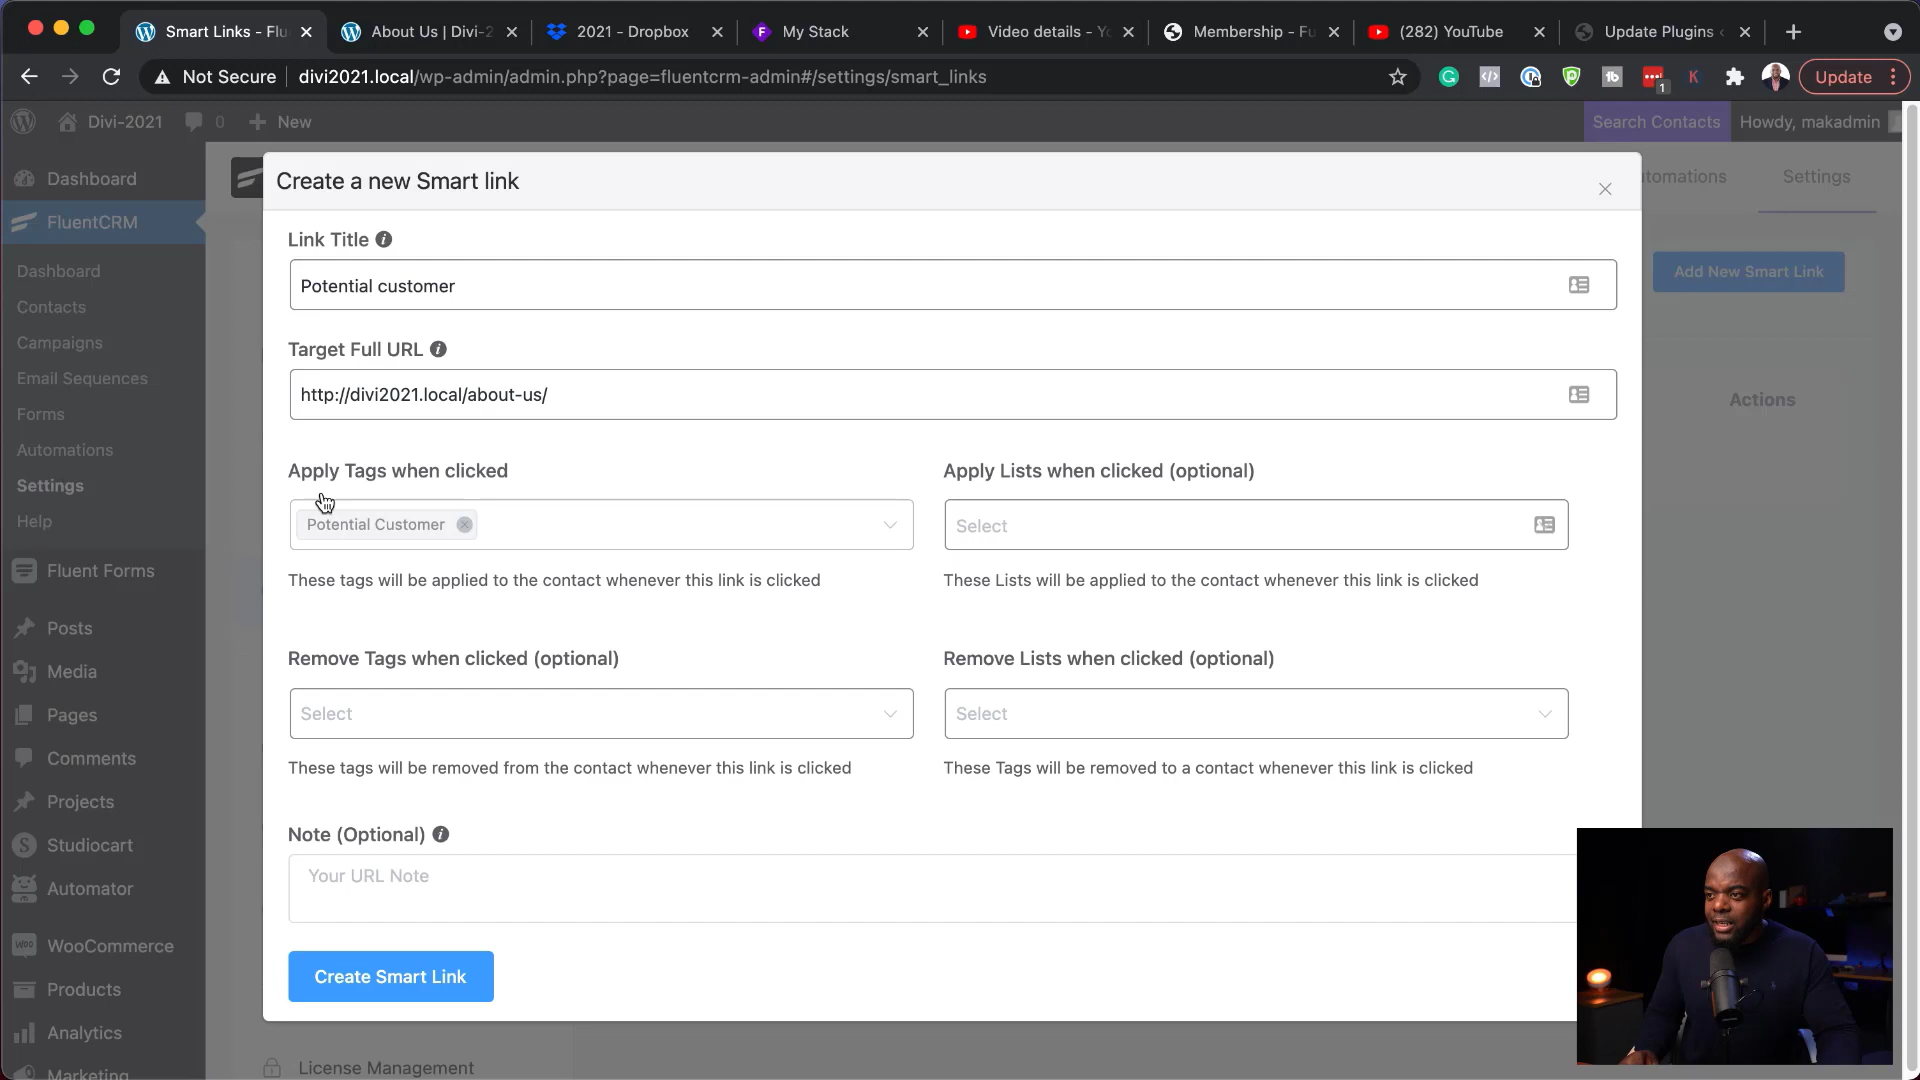 Smart Links - Flu
About Us | Divi-2
2021 - Dropbox
My Stack
Video details - Yo
Membership - Fu
(282) YouTube
Update Plugins
Not Secure
divi2021.local/wp-admin/admin.php?page=fluentcrm-admin#/settings/smart_links
1
Update
Divi-2021
0
New
Search Contacts
Howdy, makadmin
Dashboard
FluentCRM
Dashboard
Contacts
Campaigns
Email Sequences
Forms
Automations
Settings
Help
Fluent Forms
Posts
Media
Pages
Comments
Projects
Studiocart
Automator
WooCommerce
Products
Analytics
Marketing
Create a new Smart link
tomations
Settings
Link Title
Potential customer
Add New Smart Link
Target Full URL
http://divi2021.local/about-us/
Actions
Apply Tags when clicked
Potential Customer
These tags will be applied to the contact whenever this link is clicked
Apply Lists when clicked (optional)
Select
These Lists will be applied to the contact whenever this link is clicked
Remove Tags when clicked (optional)
Select
These tags will be removed from the contact whenever this link is clicked
Remove Lists when clicked (optional)
Select
These Tags will be removed to a contact whenever this link is clicked
Note (Optional)
Your URL Note
Create Smart Link
License Management